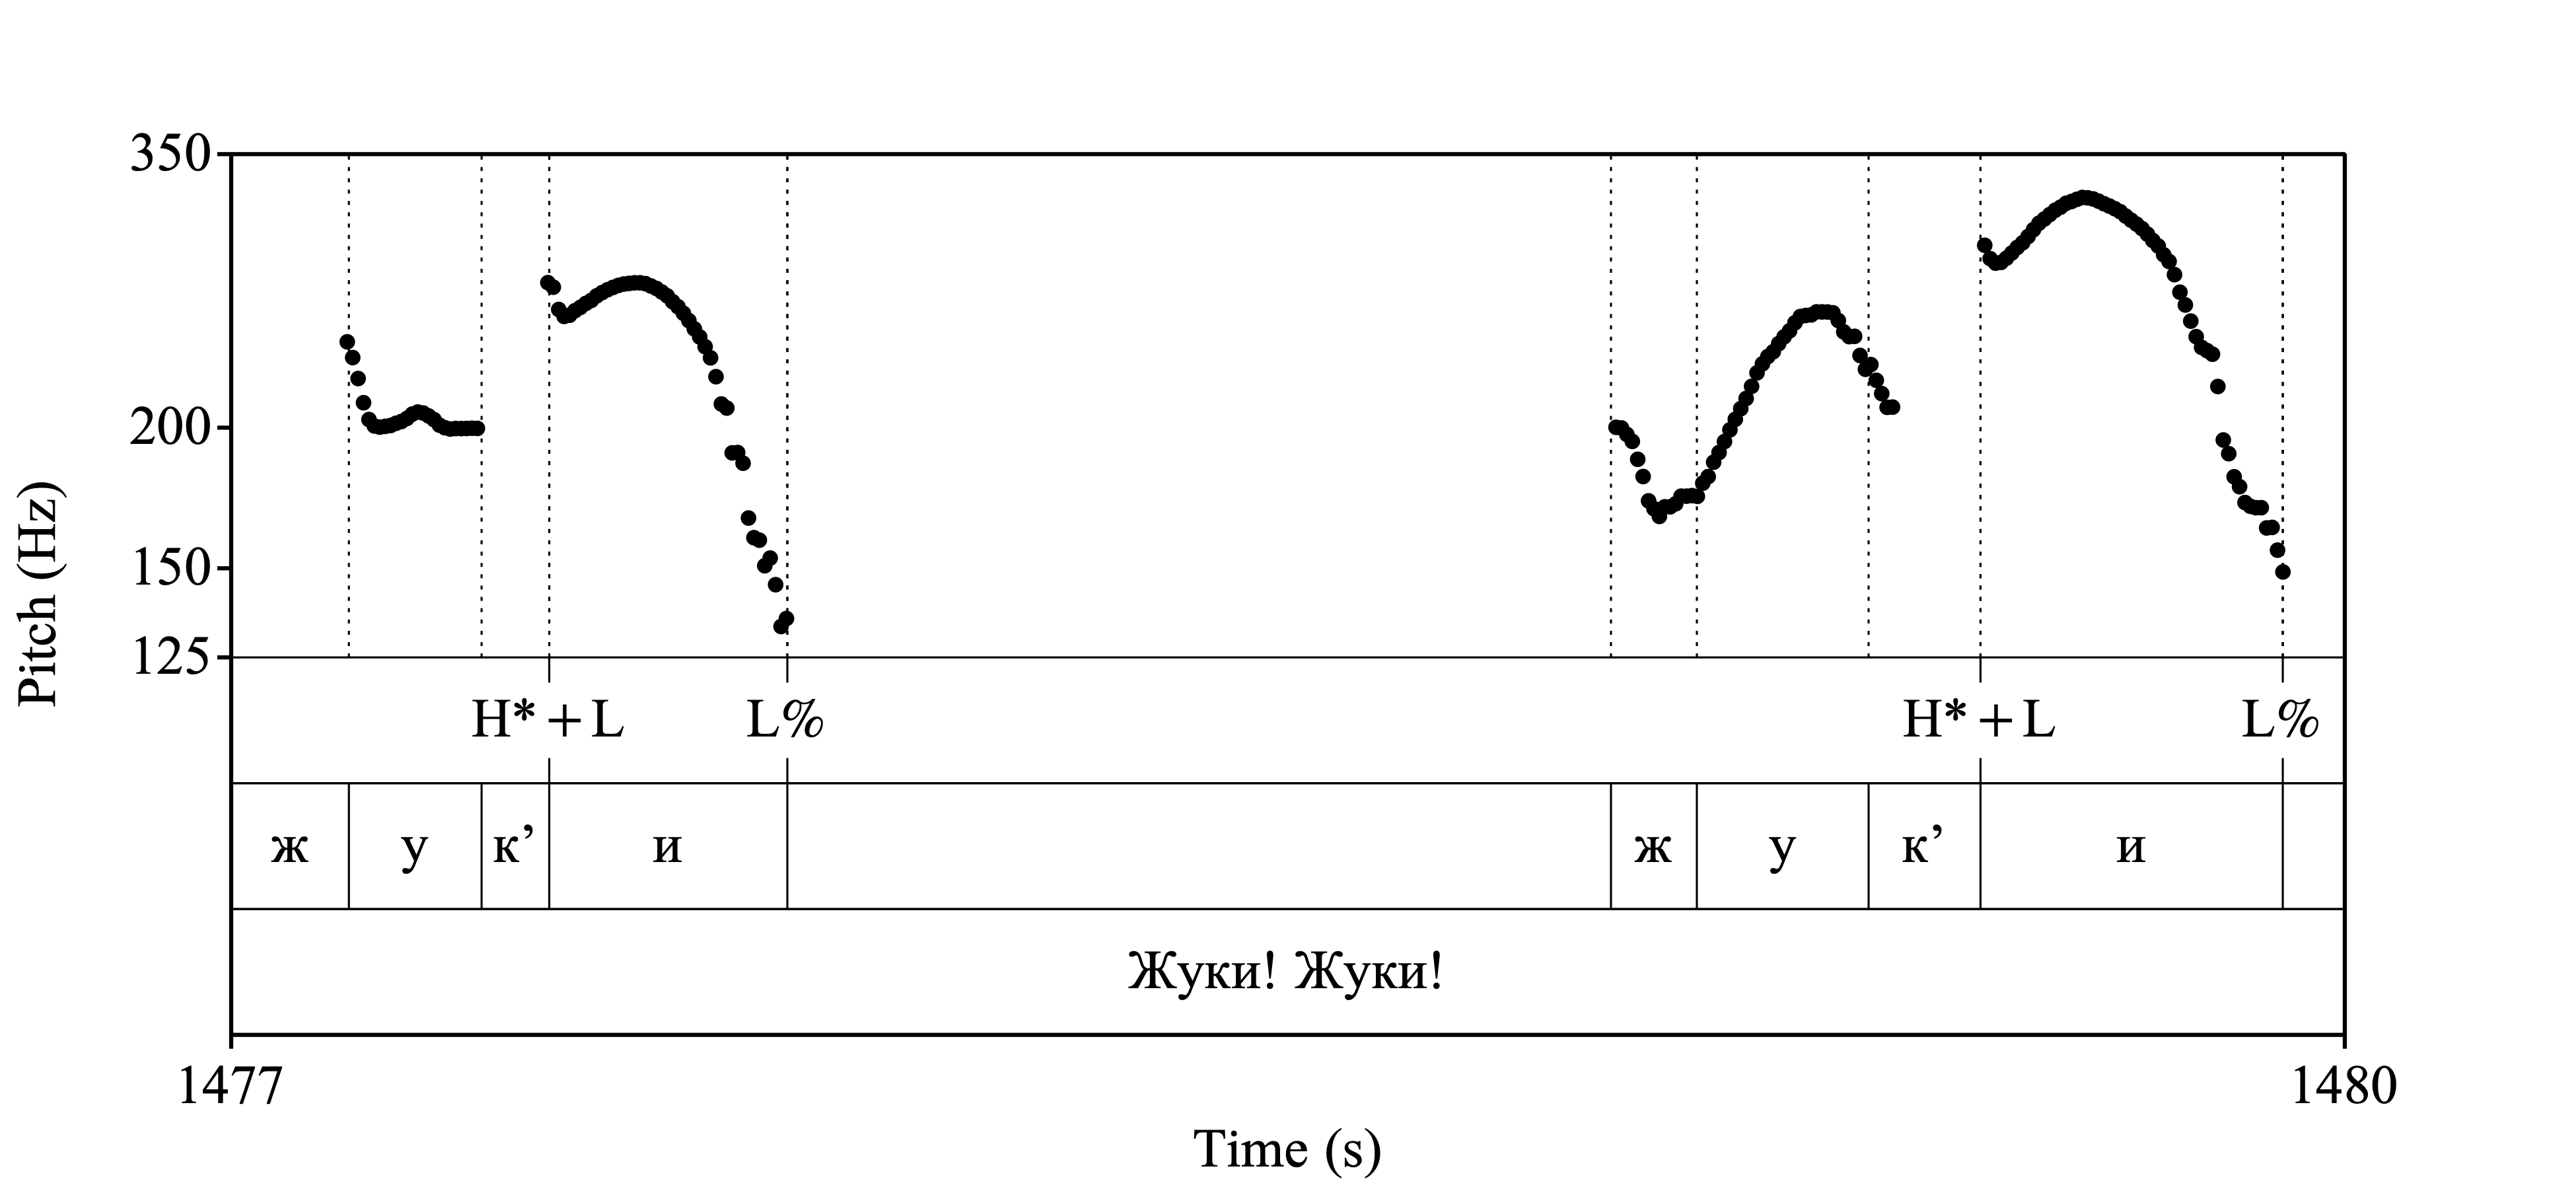 350
200
150
125
Pitch (Hz)
H* + L L% H* + L L%
ж у к’ и ж у к’ и
Жуки! Жуки!
1477 1480
Time (s)